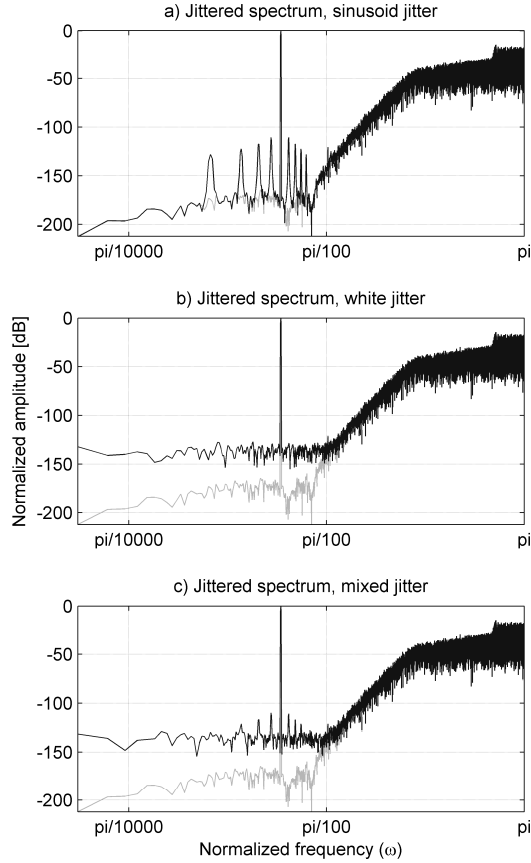 a) Jittered spectrum, sinusoid jitter
0
-50
-100
-150
-200
pi/10000 pi/100 pi
b) Jittered spectrum, white jitter
0
-50
-100
-150
-200
pi/10000 pi/100 pi
Normalized amplitude [dB]
c) Jittered spectrum, mixed jitter
0
-50
-100
-150
-200
pi/10000 pi/100 pi
Normalized frequency (ω)